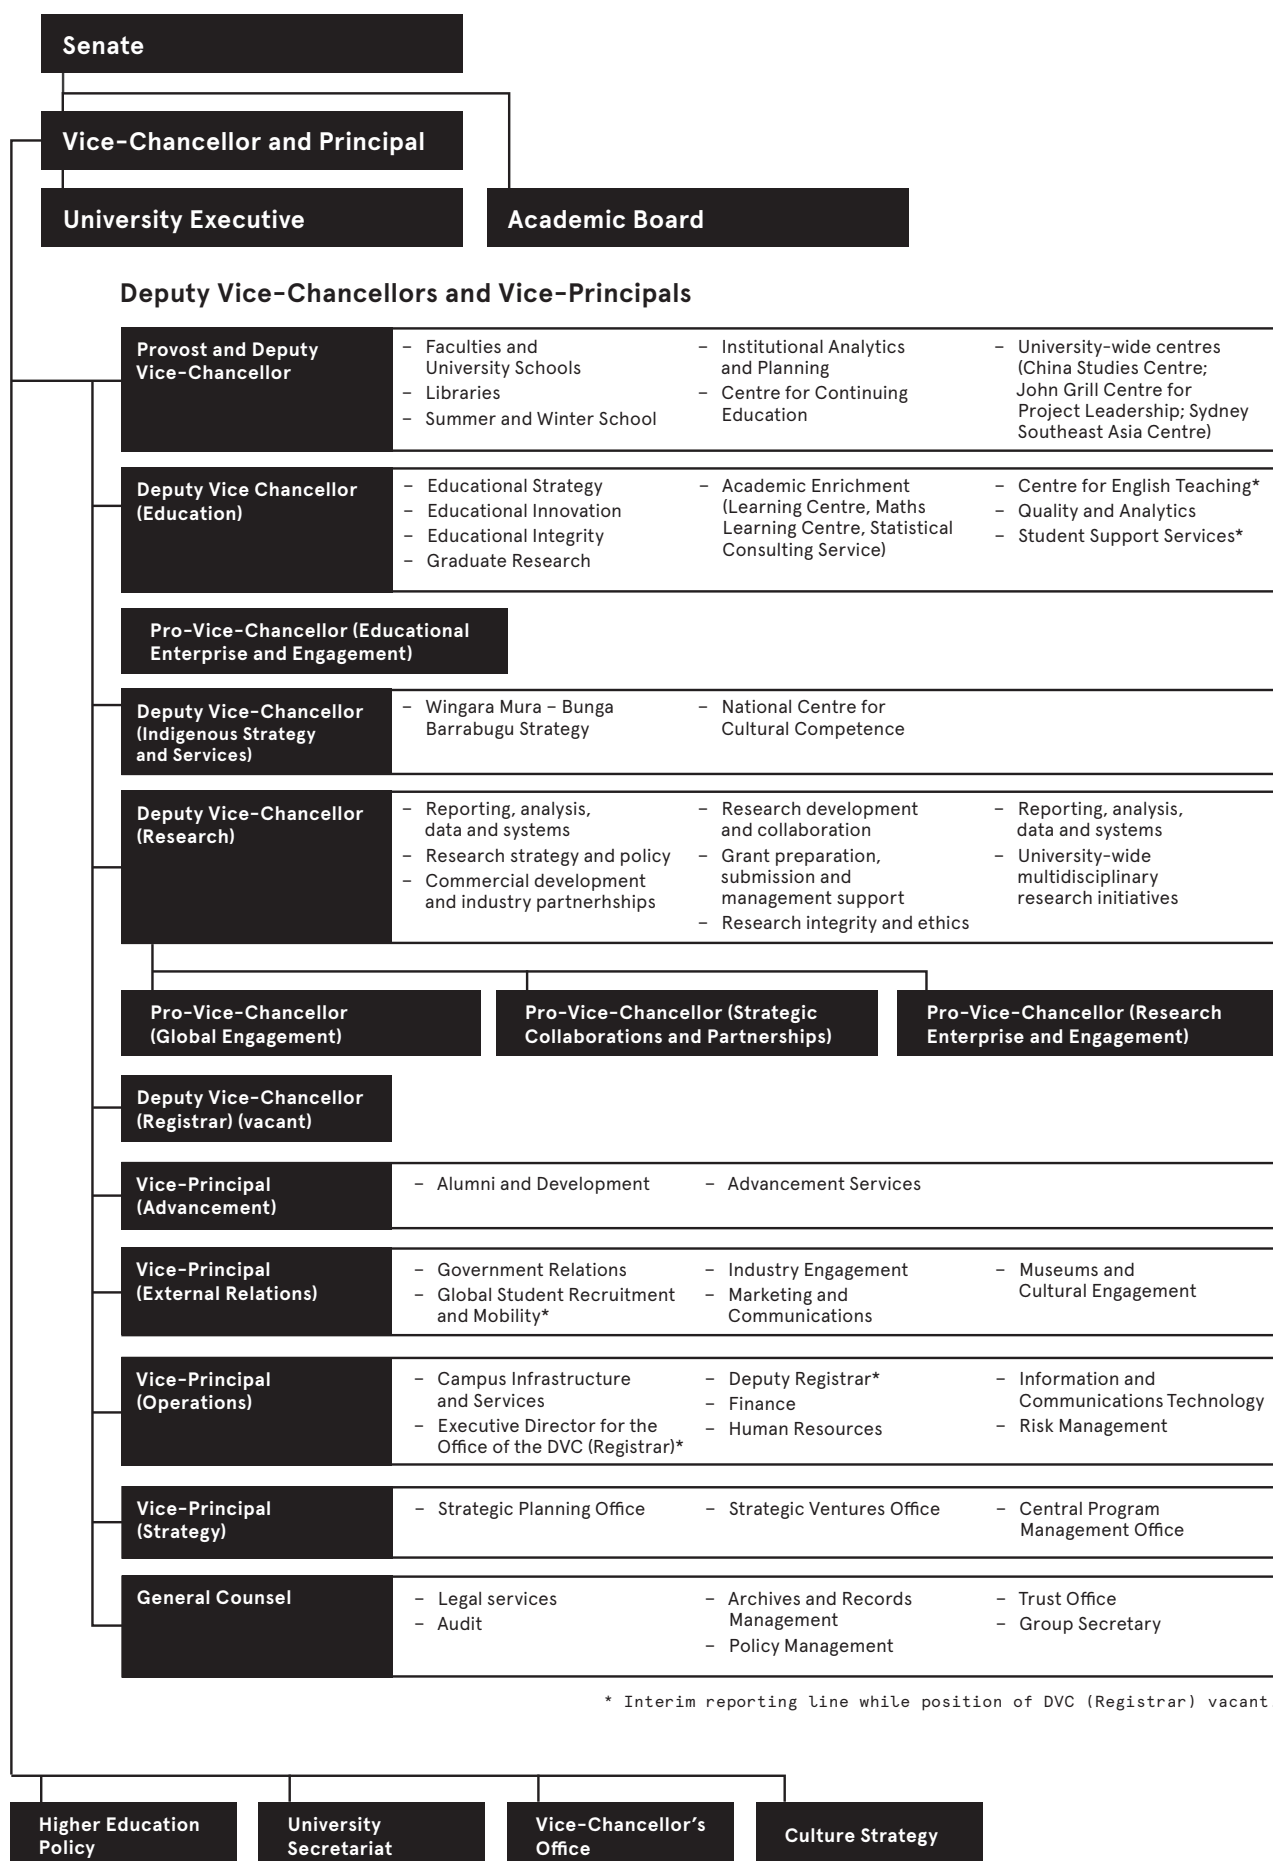 Senate
Vice-Chancellor and Principal
University Executive
Academic Board
Deputy Vice-Chancellors and Vice-Principals
Provost and Deputy
Vice-Chancellor
– Faculties and
University Schools
– Libraries
– Summer and Winter School
– Institutional Analytics
and Planning
– Centre for Continuing
Education
– University-wide centres
(China Studies Centre;
John Grill Centre for
Project Leadership; Sydney
Southeast Asia Centre)
Deputy Vice Chancellor
(Education)
– Educational Strategy
– Educational Innovation
– Educational Integrity
– Graduate Research
– Academic Enrichment
(Learning Centre, Maths
Learning Centre, Statistical
Consulting Service)
– Centre for English Teaching*
– Quality and Analytics
– Student Support Services*
Pro-Vice-Chancellor (Educational
Enterprise and Engagement)
Deputy Vice-Chancellor
(Indigenous Strategy
and Services)
– Wingara Mura – Bunga
Barrabugu Strategy
– National Centre for
Cultural Competence
Deputy Vice-Chancellor
(Research)
– Reporting, analysis,
data and systems
– Research strategy and policy
– Commercial development
and industry partnerhships
– Research development
and collaboration
– Grant preparation,
submission and
management support
– Research integrity and ethics
– Reporting, analysis,
data and systems
– University-wide
multidisciplinary
research initiatives
Pro-Vice-Chancellor
(Global Engagement)
Pro-Vice-Chancellor (Strategic
Collaborations and Partnerships)
Pro-Vice-Chancellor (Research
Enterprise and Engagement)
Deputy Vice-Chancellor
(Registrar) (vacant)
Vice-Principal
(Advancement)
– Alumni and Development
– Advancement Services
Vice-Principal
(External Relations)
– Government Relations
– Global Student Recruitment
and Mobility*
– Industry Engagement
– Marketing and
Communications
– Museums and
Cultural Engagement
Vice-Principal
(Operations)
– Campus Infrastructure
and Services
– Executive Director for the
Office of the DVC (Registrar)*
– Deputy Registrar*
– Finance
– Human Resources
– Information and
Communications Technology
– Risk Management
Vice-Principal
(Strategy)
– Strategic Planning Office
– Strategic Ventures Office
– Central Program
Management Office
General Counsel
– Legal services
– Audit
– Archives and Records
Management
– Policy Management
– Trust Office
– Group Secretary
* Interim reporting line while position of DVC (Registrar) vacant
Higher Education
Policy
University
Secretariat
Vice-Chancellor's
Office
Culture Strategy